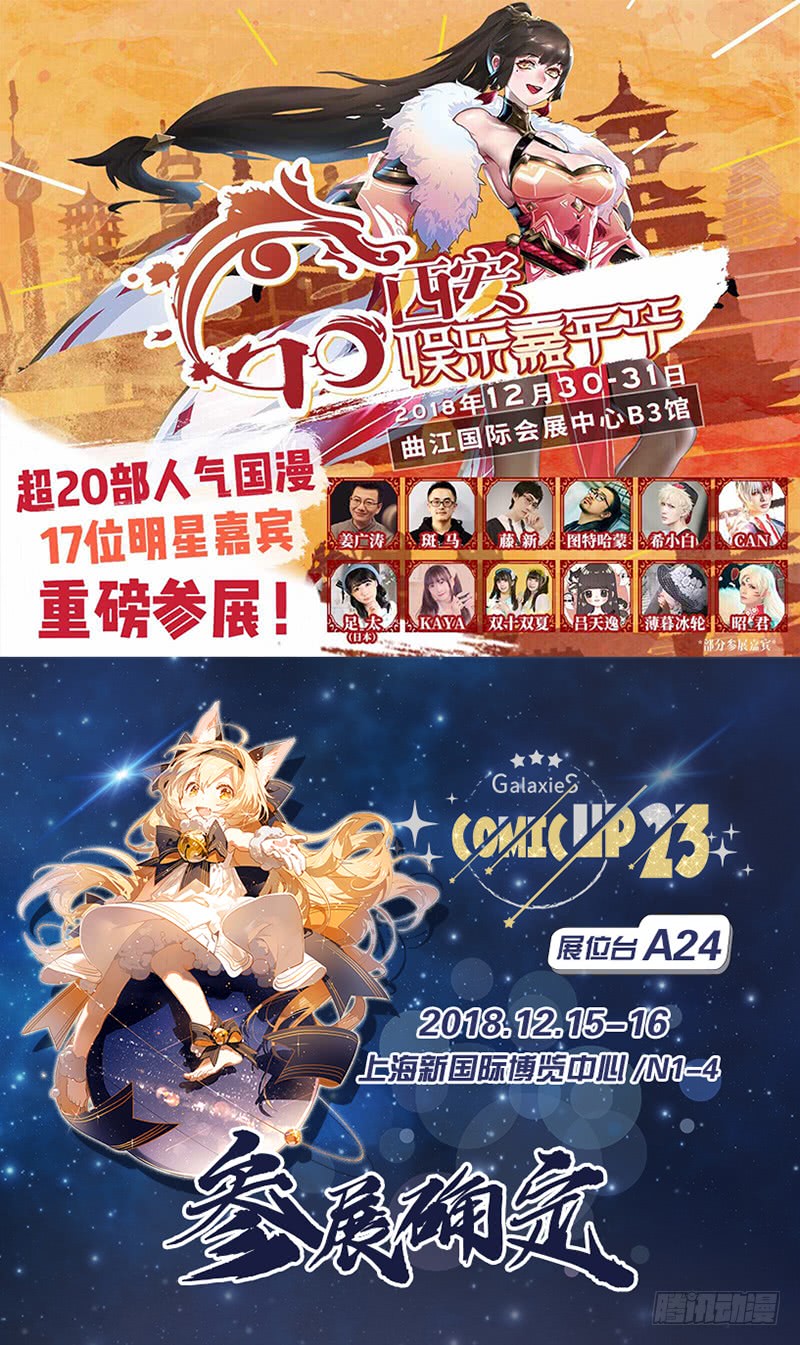 GO
西安
娱乐嘉年华
2018年12月30-31日
曲江国际会展中心B3馆
超20部人气国漫
17位明星嘉宾
重磅参展!
姜广涛 斑马 藤新 图特哈蒙 希小白 CAN
足太 KAYA 双十双夏 吕天逸 薄暮冰轮 昭君
(日本)
*部分参展嘉宾*
GalaxieS
COMIC UP 23
展位台 A24
2018.12.15-16
上海新国际博览中心/N1-4
参展确定
腾讯动漫